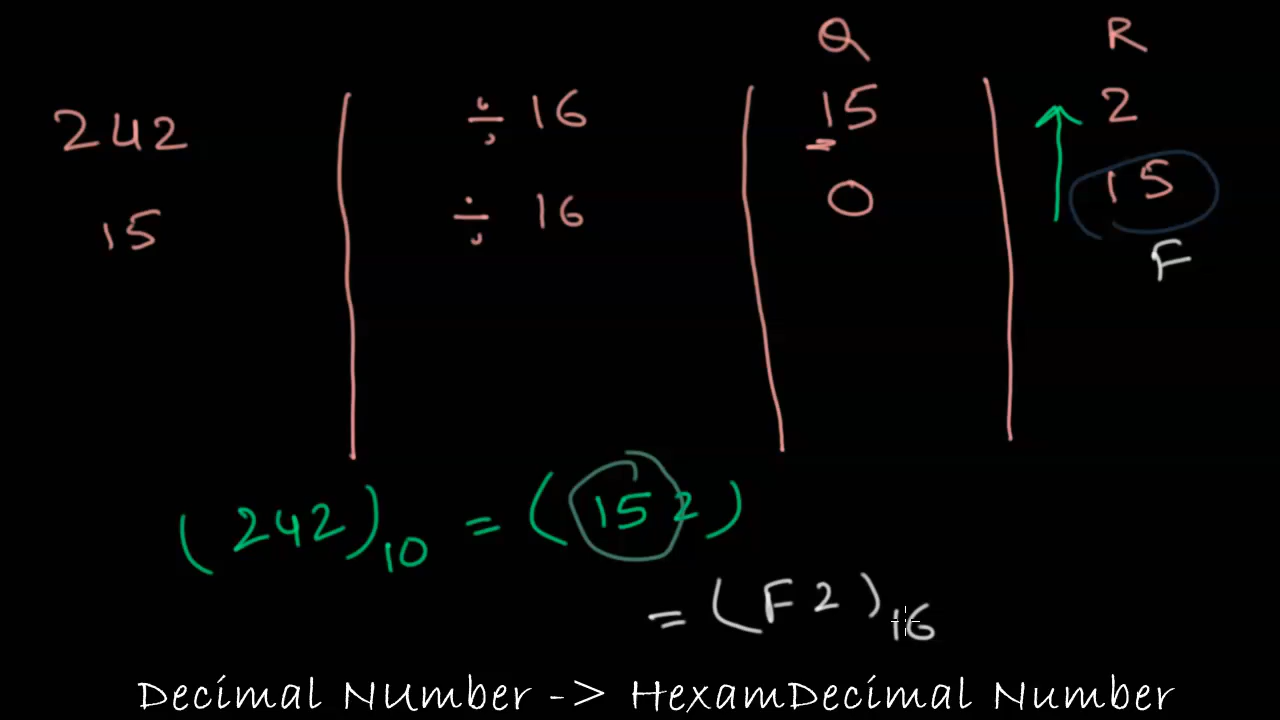 Q R
242 ÷ 16 15 2
15 ÷ 16 0 15
F
(242)10 = (152)
= (F2)16
Decimal Number -> HexamDecimal Number